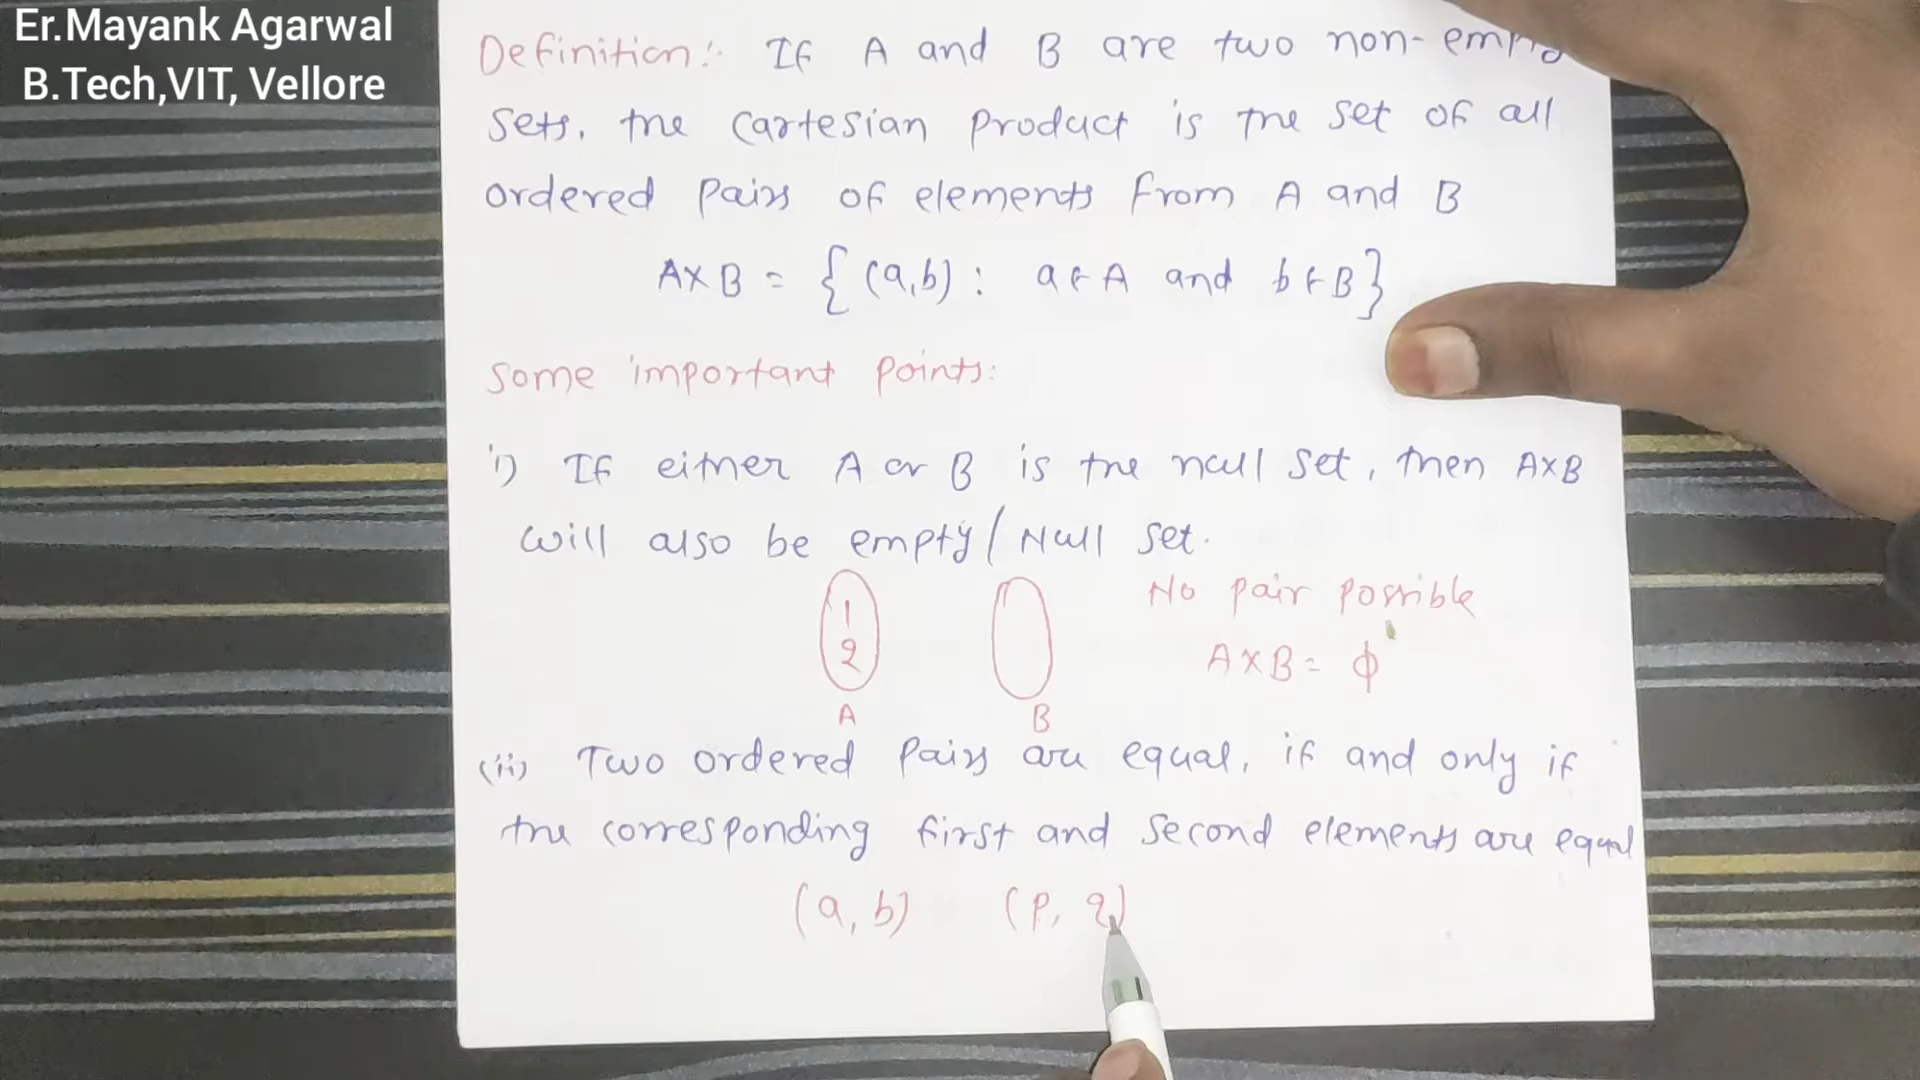 Er.Mayank Agarwal
B.Tech,VIT, Vellore
Definition:- If A and B are two non-
sets, the cartesian product is the set of all
ordered pairs of elements from A and B
A×B = {(a,b): a∈A and b∈B}
Some important points:
i) If either A or B is the null set, then A×B
will also be empty/Null set.
No pair possible
1
2
A×B = ϕ
A B
(ii) Two ordered pairs are equal, if and only if
the corresponding first and second elements are equal
(a, b) (p, q)